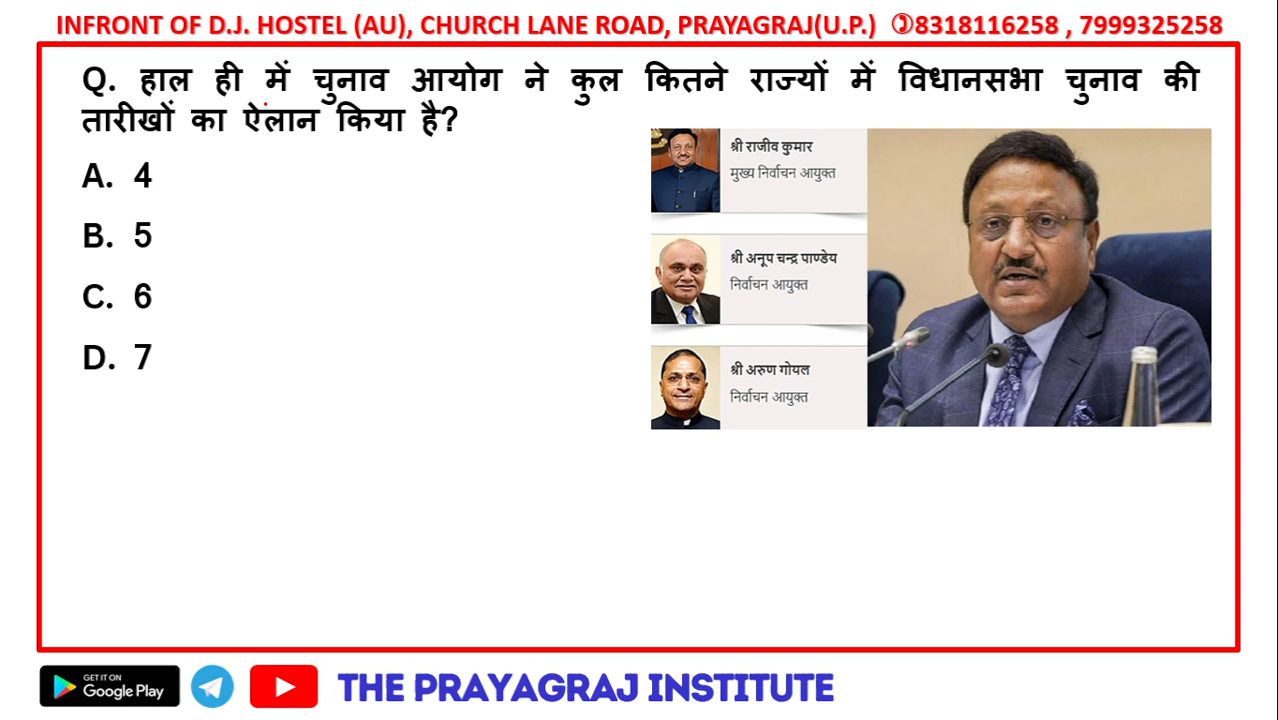 INFRONT OF D.J. HOSTEL (AU), CHURCH LANE ROAD, PRAYAGRAJ(U.P.) ✆8318116258 , 7999325258
Q. हाल ही में चुनाव आयोग ने कुल कितने राज्यों में विधानसभा चुनाव की
तारीखों का ऐलान किया है?
A. 4
B. 5
C. 6
D. 7
श्री राजीव कुमार
मुख्य निर्वाचन आयुक्त
श्री अनूप चन्द्र पाण्डेय
निर्वाचन आयुक्त
श्री अरुण गोयल
निर्वाचन आयुक्त
GET IT ON
Google Play
THE PRAYAGRAJ INSTITUTE